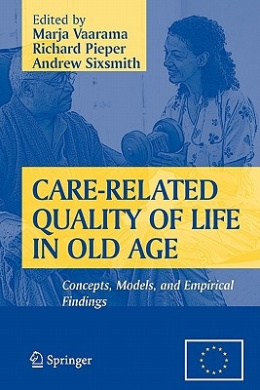 Edited by
Marja Vaarama
Richard Pieper
Andrew Sixsmith
CARE-RELATED
QUALITY OF LIFE
IN OLD AGE
Concepts, Models, and Empirical
Findings
Springer